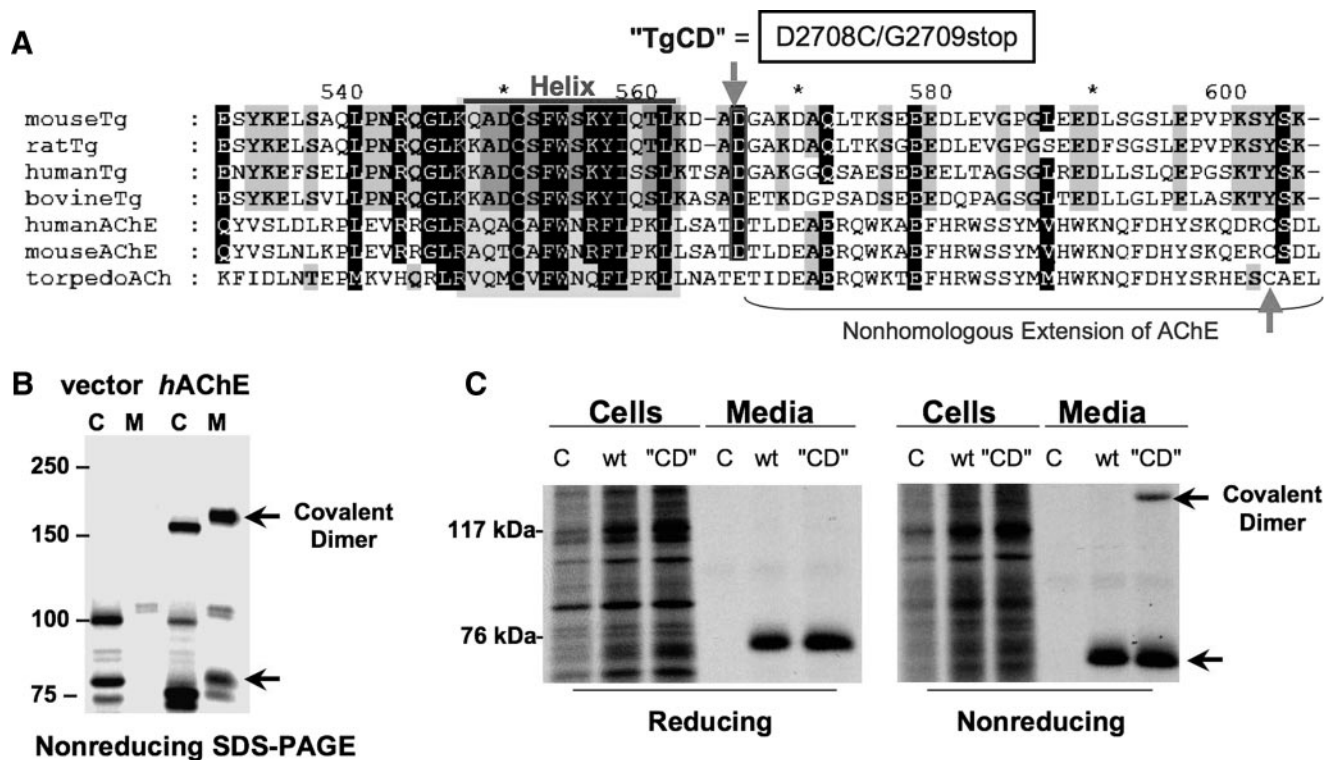 A
"TgCD" = D2708C/G2709stop
540 * Helix 560 * 580 * 600
mouseTg : ESYKELSAQLPNRQGLKQADCSFWSKYIQTLKD-ADGAKDAQLTKSEEEDLEVGPGLEEDLSGSLEPVPKSYSK-
ratTg : ESYKELSAQLPNRQGLKKADCSFWSKYIQTLKD-ADGAKDAQLTKSGEEDLEVGPGSEEDFSGSLEPVPKSYSK-
humanTg : ENYKEFSELLPNRQGLKKADCSFWSKYISSLKTSADGAKGGQSAESEEEELTAGSGLREDLLSLQEPGSKTYSK-
bovineTg : ESYKELSVLLPNRQGLKKADCSFWSKYIQSLKASADETKDGPSADSEEEDQPAGSGLTEDLLGLPELASKTYSK-
humanAChE : QYVSLDLRPLEVRRGLRAQACAFWNRFLPKLLSATDTLDEAERQWKAEFHRWSSYMVHWKNQFDHYSKQDRCSDL
mouseAChE : QYVSLNLKPLEVRRGLRAQTCAFWNRFLPKLLSATDTLDEAERQWKAEFHRWSSYMVHWKNQFDHYSKQERCSDL
torpedoACh : KFIDLNTEPMKVHQRLRVQMCVFWNQFLPKLLNATETIDEAERQWKTEFHRWSSYMMHWKNQFDHYSRHESCAEL
Nonhomologous Extension of AChE
B
vector hAChE
C M C M
250
150
100
75
Covalent
Dimer
Nonreducing SDS-PAGE
C
Cells Media Cells Media
C wt "CD" C wt "CD" C wt "CD" C wt "CD"
117 kDa-
76 kDa-
Covalent
Dimer
Reducing Nonreducing